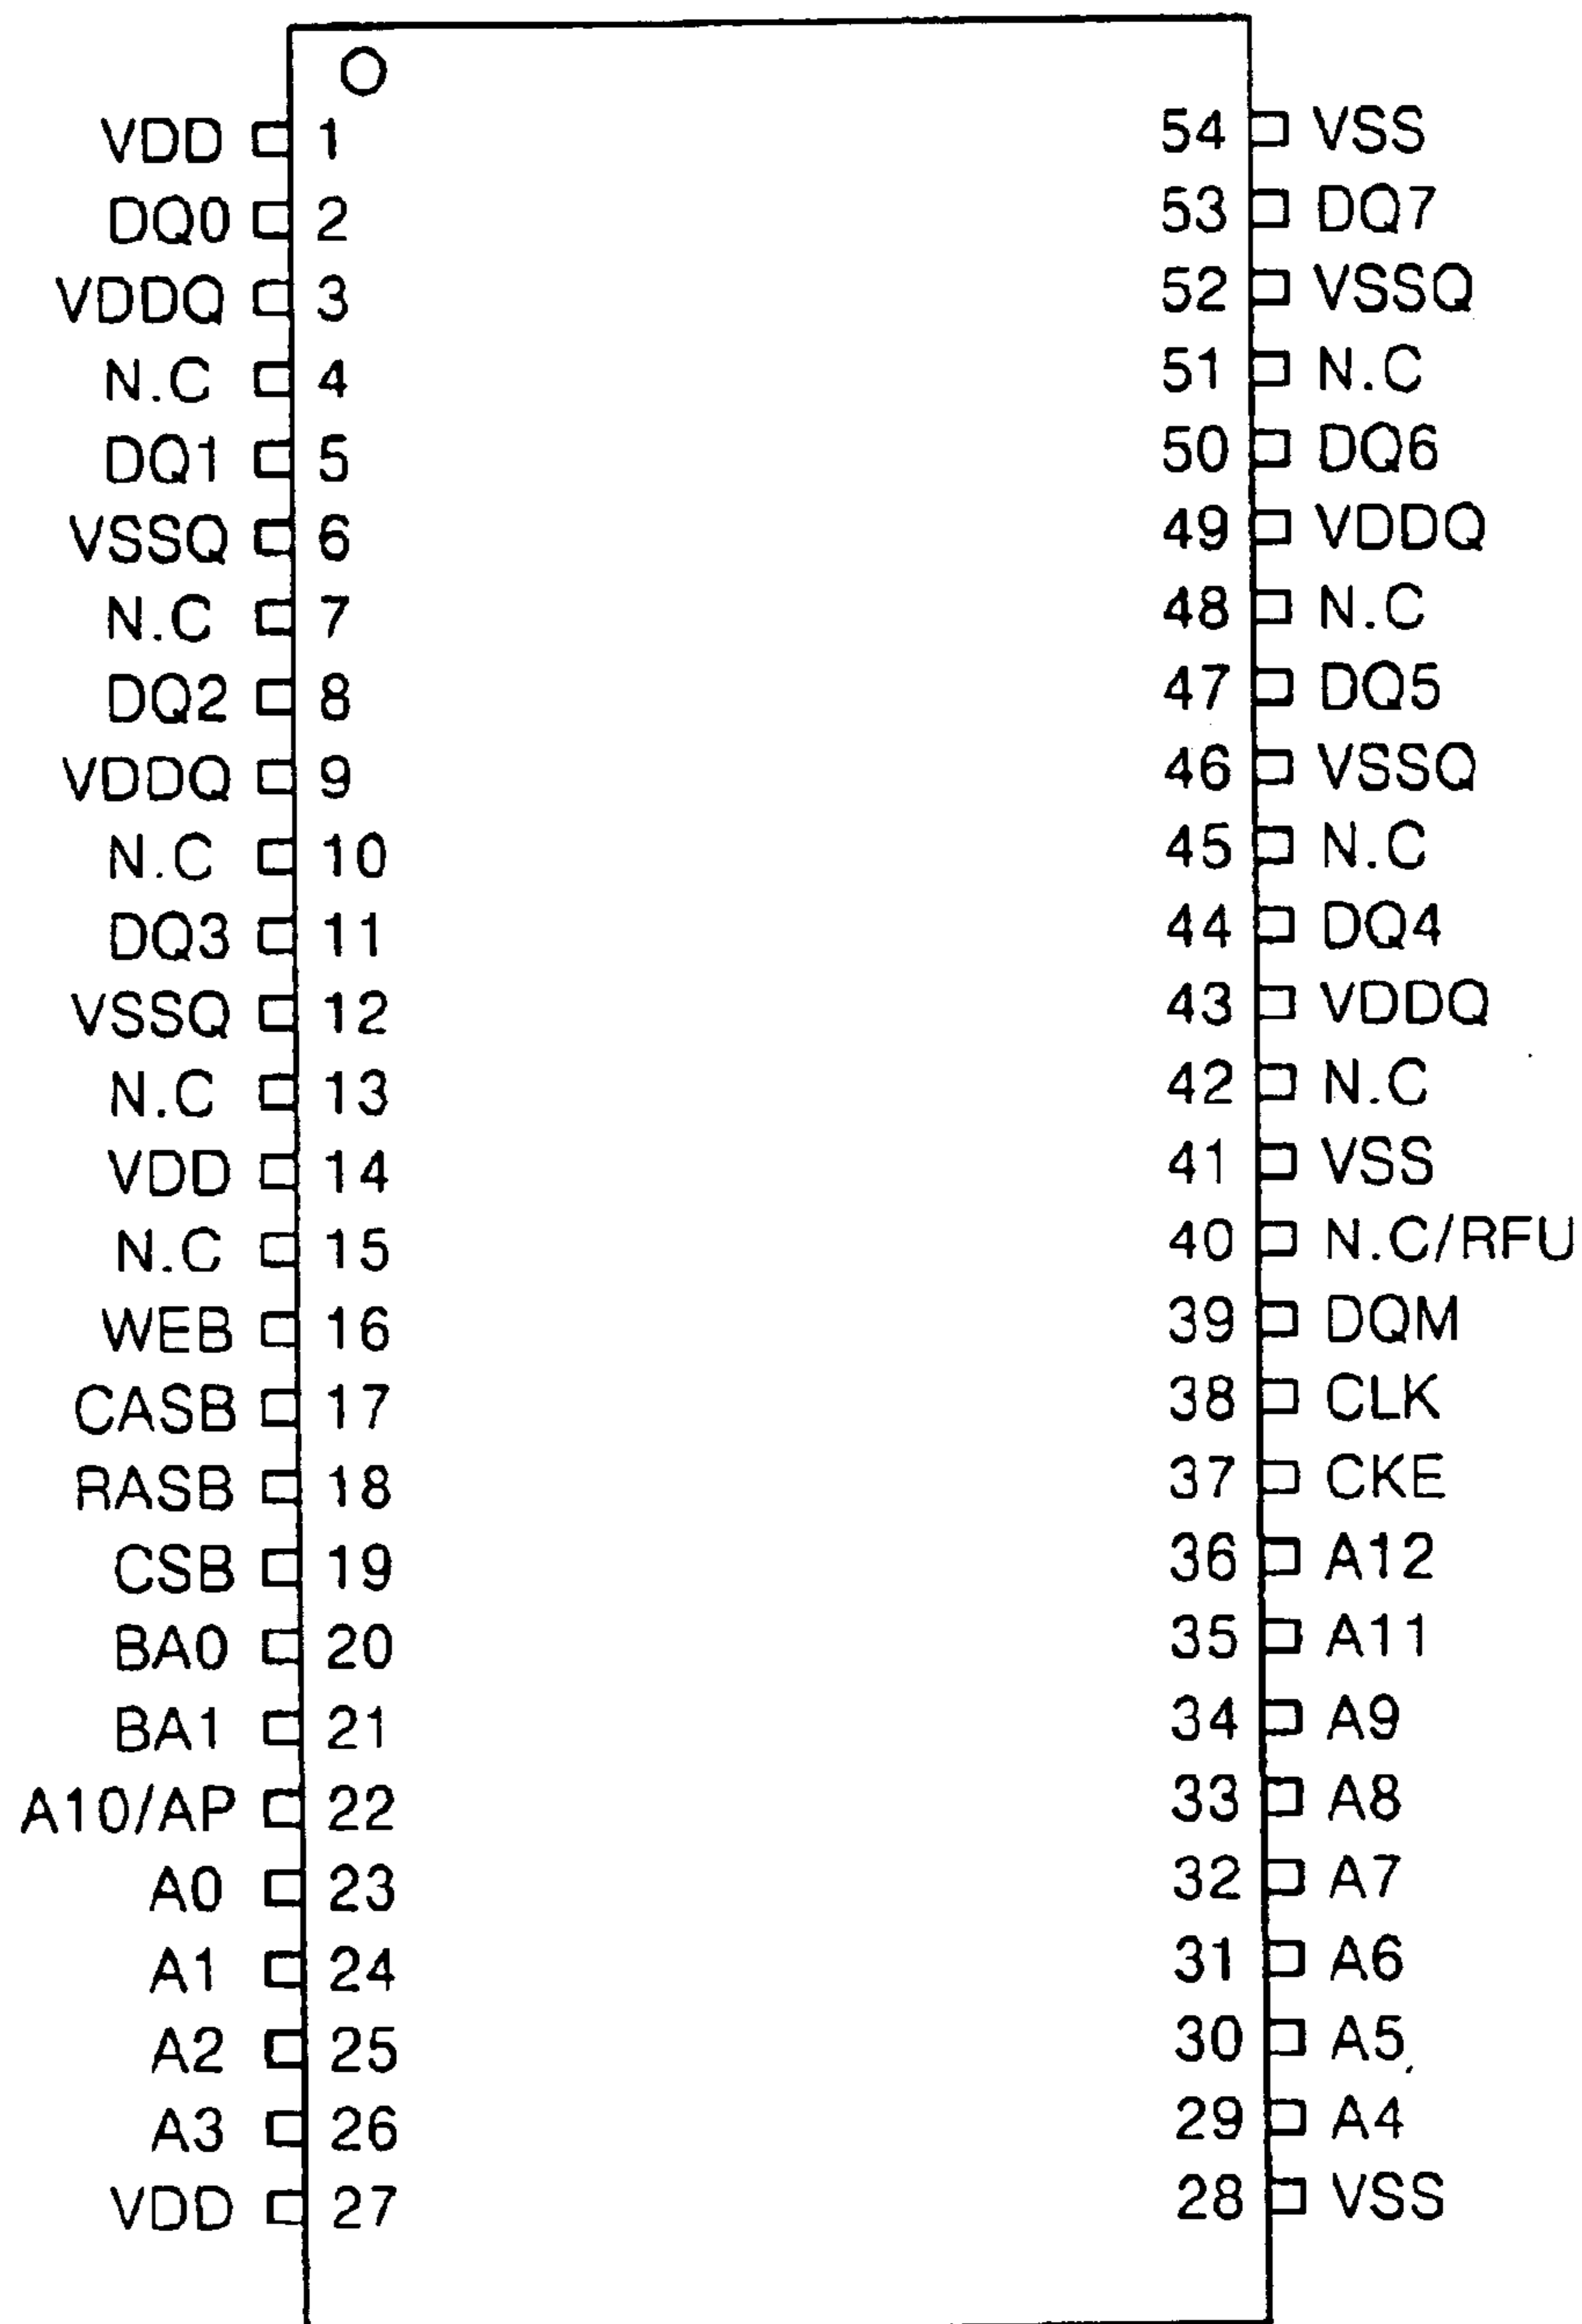 VDD 1 54 VSS
DQ0 2 53 DQ7
VDDQ 3 52 VSSQ
N.C 4 51 N.C
DQ1 5 50 DQ6
VSSQ 6 49 VDDQ
N.C 7 48 N.C
DQ2 8 47 DQ5
VDDQ 9 46 VSSQ
N.C 10 45 N.C
DQ3 11 44 DQ4
VSSQ 12 43 VDDQ
N.C 13 42 N.C
VDD 14 41 VSS
N.C 15 40 N.C/RFU
WEB 16 39 DQM
CASB 17 38 CLK
RASB 18 37 CKE
CSB 19 36 A12
BA0 20 35 A11
BA1 21 34 A9
A10/AP 22 33 A8
A0 23 32 A7
A1 24 31 A6
A2 25 30 A5
A3 26 29 A4
VDD 27 28 VSS